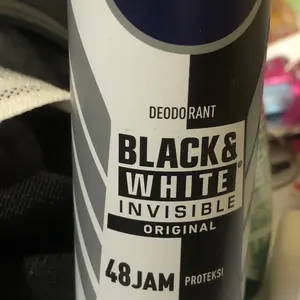 DEODORANT
BLACK&
WHITE®
INVISIBLE
ORIGINAL
48JAM PROTEKSI